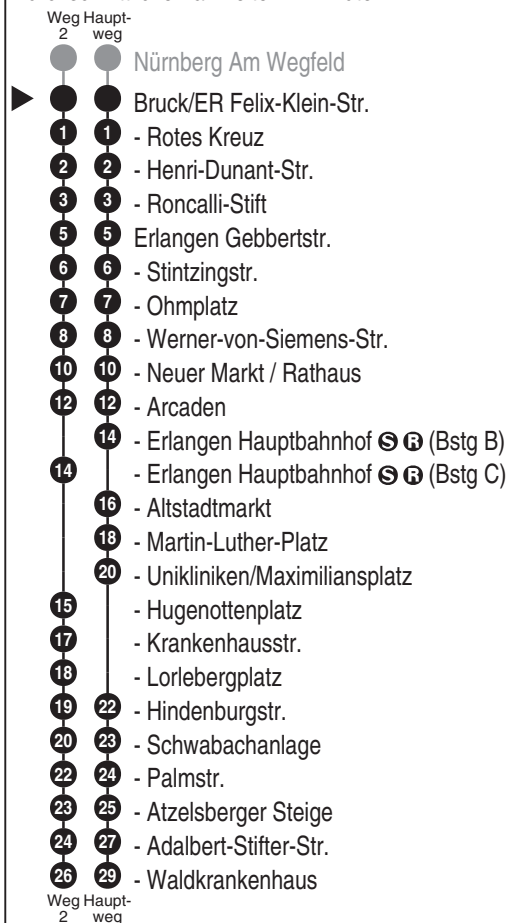 Weg Haupt-
2 weg
Nürnberg Am Wegfeld
Bruck/ER Felix-Klein-Str.
1 1 - Rotes Kreuz
2 2 - Henri-Dunant-Str.
3 3 - Roncalli-Stift
5 5 Erlangen Gebbertstr.
6 6 - Stintzingstr.
7 7 - Ohmplatz
8 8 - Werner-von-Siemens-Str.
10 10 - Neuer Markt / Rathaus
12 12 - Arcaden
14 - Erlangen Hauptbahnhof S R (Bstg B)
14 - Erlangen Hauptbahnhof S R (Bstg C)
16 - Altstadtmarkt
18 - Martin-Luther-Platz
20 - Unikliniken/Maximiliansplatz
15 - Hugenottenplatz
17 - Krankenhausstr.
18 - Lorlebergplatz
19 22 - Hindenburgstr.
20 23 - Schwabachanlage
22 24 - Palmstr.
23 25 - Atzelsberger Steige
24 27 - Adalbert-Stifter-Str.
26 29 - Waldkrankenhaus
Weg Haupt-
2 weg